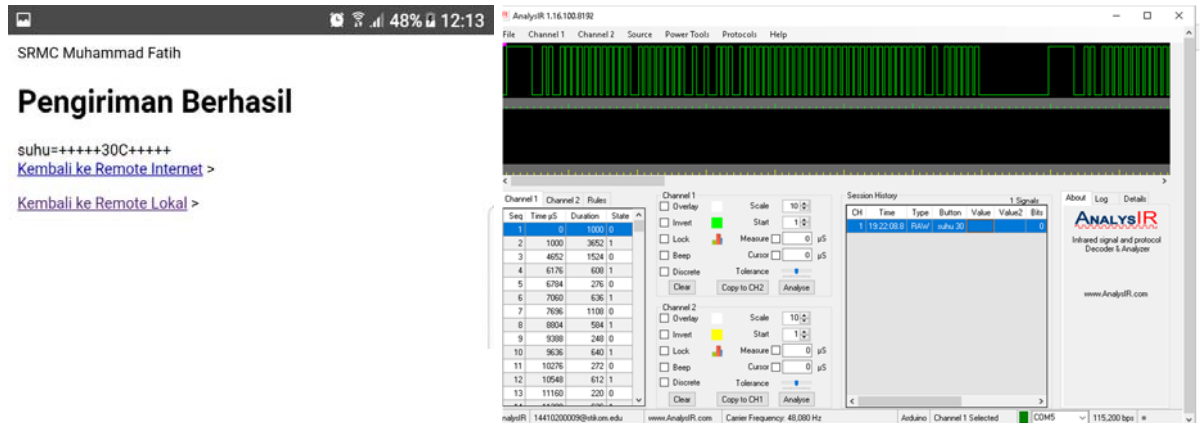 48% 12:13
SRMC Muhammad Fatih
Pengiriman Berhasil
suhu=+++++30C+++++
Kembali ke Remote Internet >
Kembali ke Remote Lokal >
AnalysIR 1.16.100.8192
File Channel 1 Channel 2 Source Power Tools Protocols Help
Channel 1 Channel 2 Rules
Seq Time µS Duration State
1 0 1000 0
2 1000 3652 1
3 4652 1524 0
4 6176 608 1
5 6784 276 0
6 7060 636 1
7 7696 1108 0
8 8804 584 1
9 9388 248 0
10 9636 640 1
11 10276 272 0
12 10548 612 1
13 11160 220 0
Channel 1
Overlay Scale 10
Invert Start 1
Lock Measure 0 µS
Beep Cursor 0 µS
Discrete Tolerance
Clear Copy to CH2 Analyse
Channel 2
Overlay Scale 10
Invert Start 1
Lock Measure 0 µS
Beep Cursor 0 µS
Discrete Tolerance
Clear Copy to CH1 Analyse
Session History 1 Signals
CH Time Type Button Value Value2 Bits
1 19:22:08.8 RAW suhu 30 0
About Log Details
ANALYSIR
Infrared signal and protocol
Decoder & Analyzer
www.AnalysIR.com
nalysIR 14410200009@stikom.edu www.AnalysIR.com Carrier Frequency: 48,080 Hz Arduino Channel 1 Selected COM5 115,200 bps